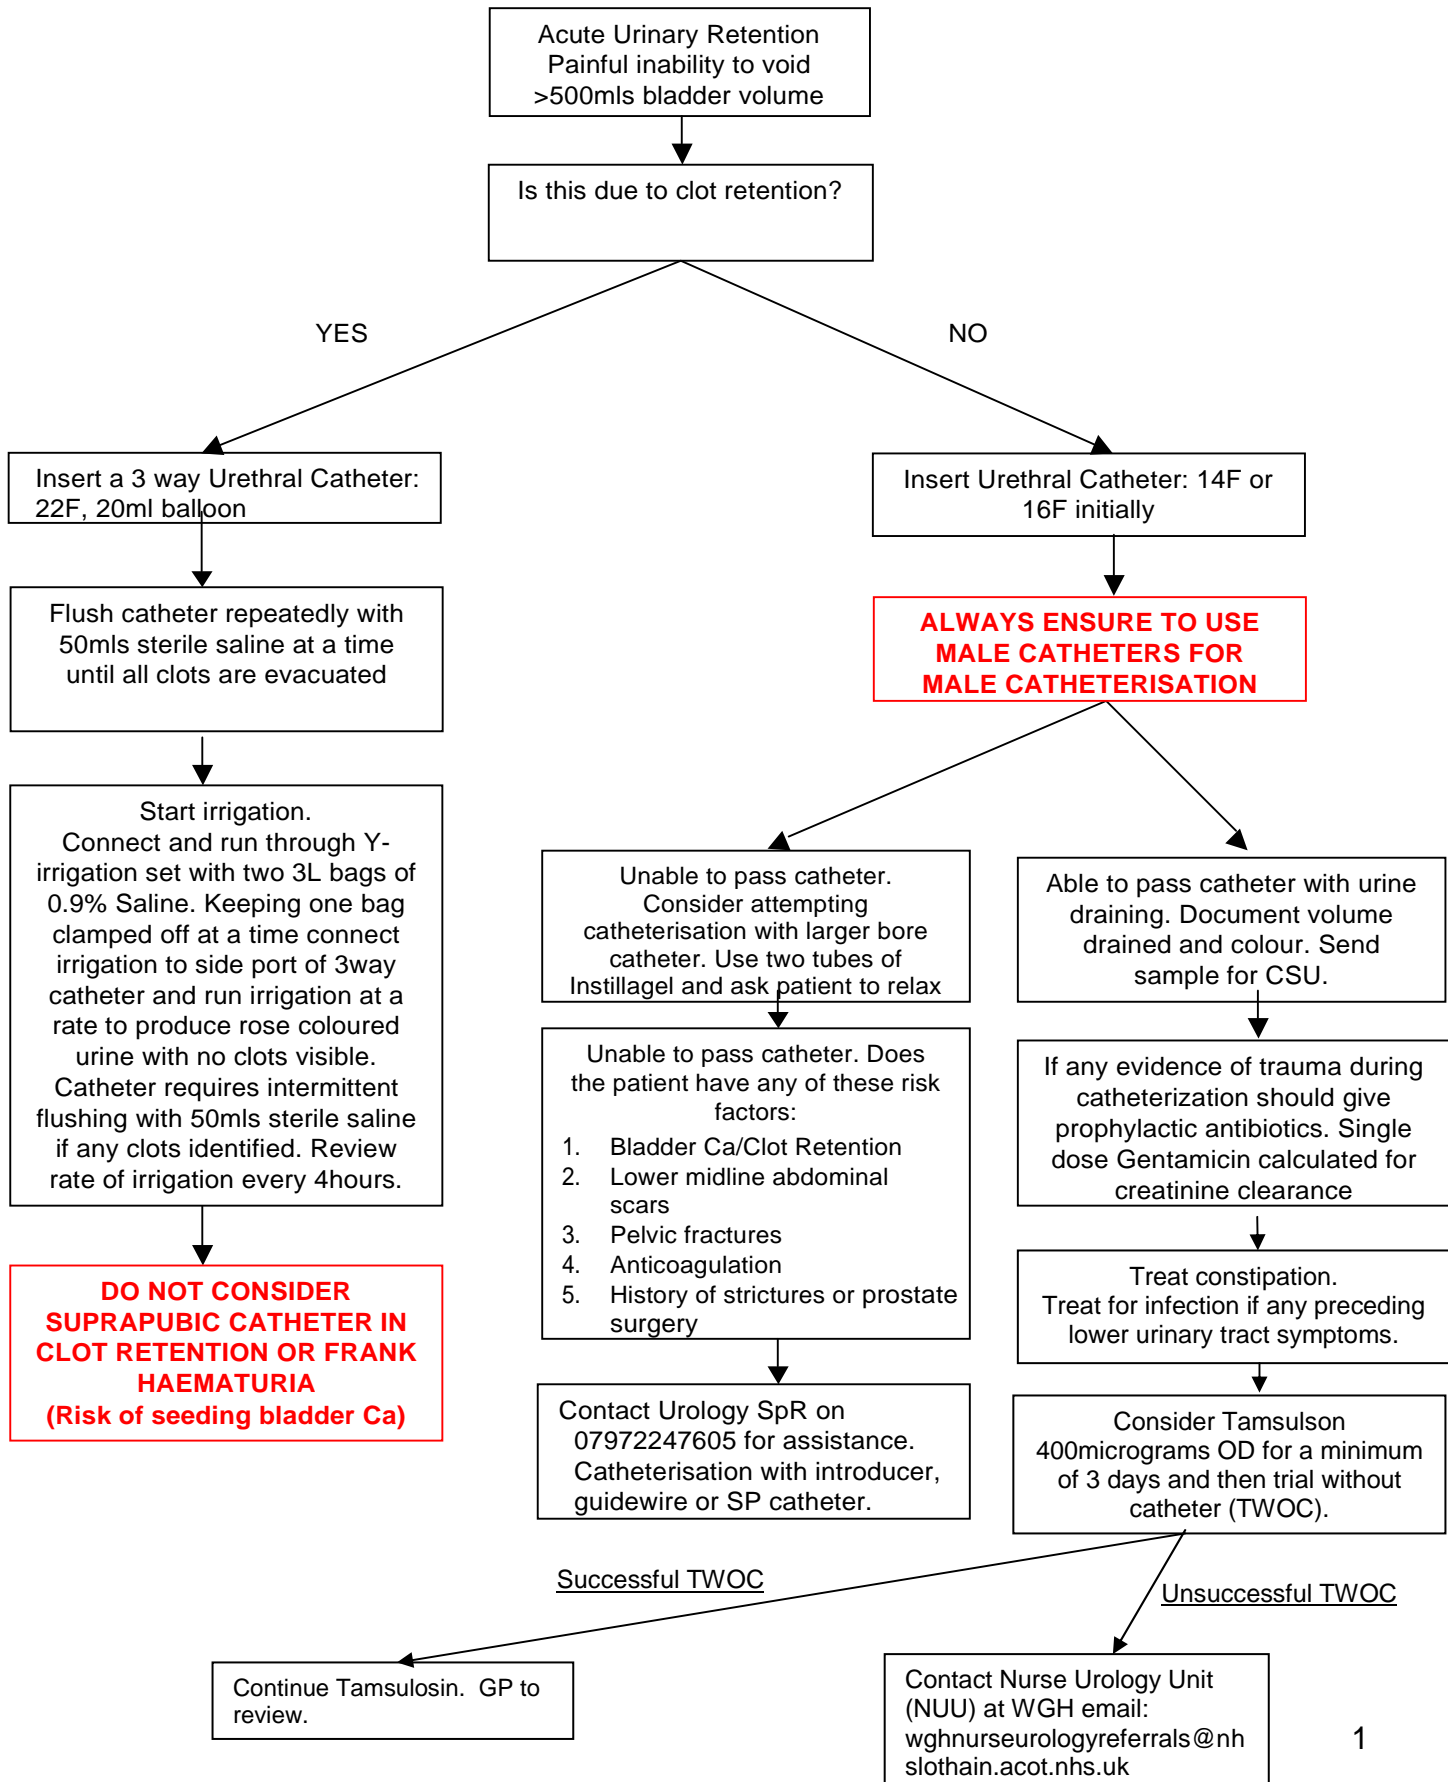 Acute Urinary Retention
Painful inability to void
>500mls bladder volume
Is this due to clot retention?
YES
NO
Insert a 3 way Urethral Catheter:
22F, 20ml balloon
Flush catheter repeatedly with
50mls sterile saline at a time
until all clots are evacuated
Start irrigation.
Connect and run through Y-
irrigation set with two 3L bags of
0.9% Saline. Keeping one bag
clamped off at a time connect
irrigation to side port of 3way
catheter and run irrigation at a
rate to produce rose coloured
urine with no clots visible.
Catheter requires intermittent
flushing with 50mls sterile saline
if any clots identified. Review
rate of irrigation every 4hours.
DO NOT CONSIDER
SUPRAPUBIC CATHETER IN
CLOT RETENTION OR FRANK
HAEMATURIA
(Risk of seeding bladder Ca)
Insert Urethral Catheter: 14F or
16F initially
ALWAYS ENSURE TO USE
MALE CATHETERS FOR
MALE CATHETERISATION
Unable to pass catheter.
Consider attempting
catheterisation with larger bore
catheter. Use two tubes of
Instillagel and ask patient to relax
Unable to pass catheter. Does
the patient have any of these risk
factors:
1. Bladder Ca/Clot Retention
2. Lower midline abdominal
scars
3. Pelvic fractures
4. Anticoagulation
5. History of strictures or prostate
surgery
Contact Urology SpR on
07972247605 for assistance.
Catheterisation with introducer,
guidewire or SP catheter.
Able to pass catheter with urine
draining. Document volume
drained and colour. Send
sample for CSU.
If any evidence of trauma during
catheterization should give
prophylactic antibiotics. Single
dose Gentamicin calculated for
creatinine clearance
Treat constipation.
Treat for infection if any preceding
lower urinary tract symptoms.
Consider Tamsulson
400micrograms OD for a minimum
of 3 days and then trial without
catheter (TWOC).
Successful TWOC
Unsuccessful TWOC
Continue Tamsulosin. GP to
review.
Contact Nurse Urology Unit
(NUU) at WGH email:
wghnurseurologyreferrals@nh
slothain.acot.nhs.uk
1